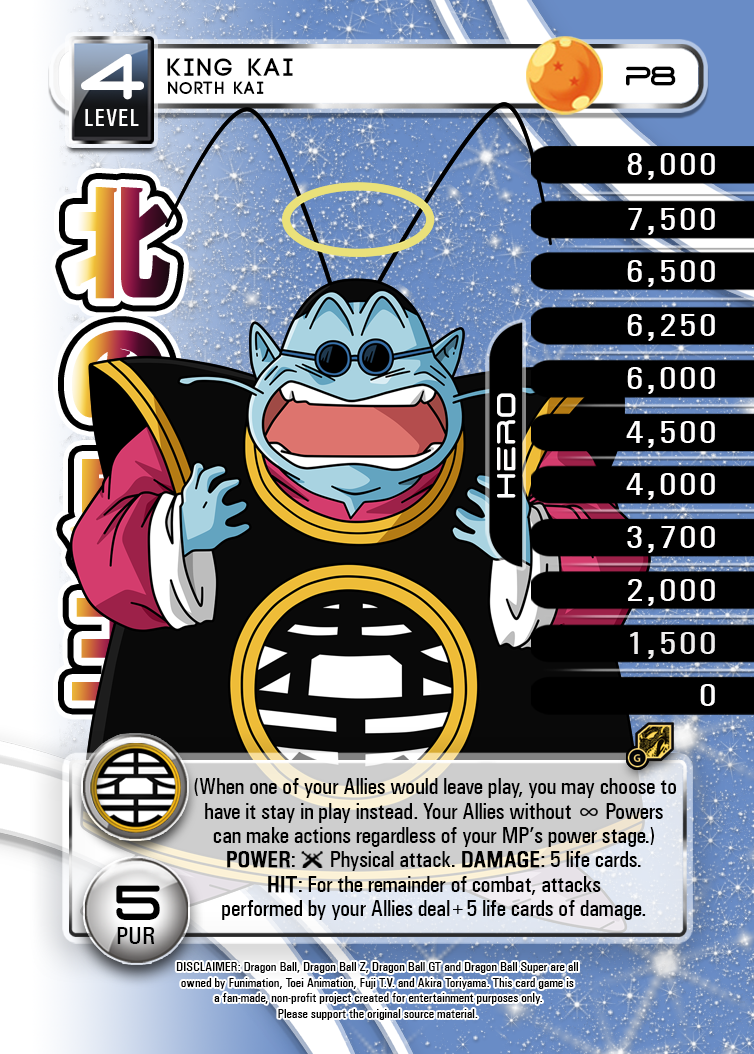 4
LEVEL
KING KAI
NORTH KAI
P8
8,000
7,500
6,500
6,250
6,000
4,500
4,000
3,700
2,000
1,500
0
HERO
北
G
(When one of your Allies would leave play, you may choose to
have it stay in play instead. Your Allies without ∞ Powers
can make actions regardless of your MP's power stage.)
POWER: Physical attack. DAMAGE: 5 life cards.
HIT: For the remainder of combat, attacks
performed by your Allies deal +5 life cards of damage.
5
PUR
DISCLAIMER: Dragon Ball, Dragon Ball Z, Dragon Ball GT and Dragon Ball Super are all
owned by Funimation, Toei Animation, Fuji T.V. and Akira Toriyama. This card game is
a fan-made, non-profit project created for entertainment purposes only.
Please support the original source material.